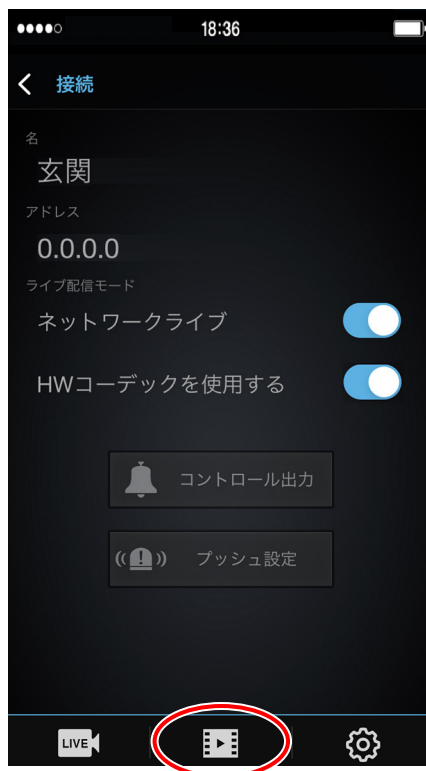 18:36
接続
名
玄関
アドレス
0.0.0.0
ライブ配信モード
ネットワークライブ
HWコーデックを使用する
コントロール出力
プッシュ設定
LIVE